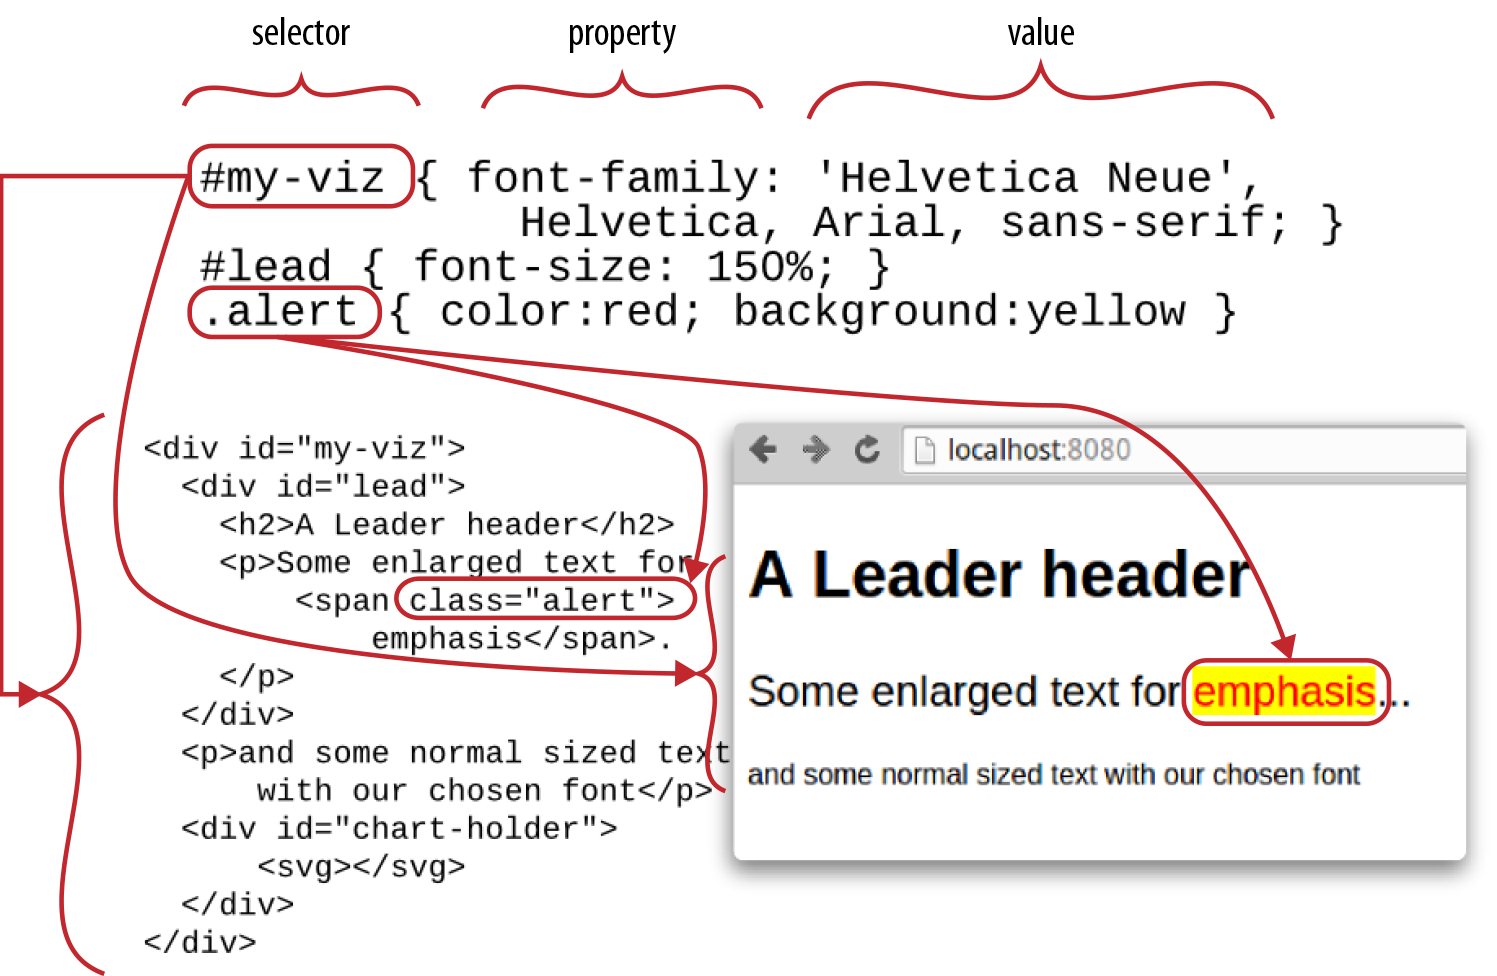 selector property value
#my-viz { font-family: 'Helvetica Neue',
Helvetica, Arial, sans-serif; }
#lead { font-size: 150%; }
.alert { color:red; background:yellow }
<div id="my-viz">
<div id="lead">
<h2>A Leader header</h2>
<p>Some enlarged text for
<span class="alert">
emphasis</span>.
</p>
</div>
<p>and some normal sized text
with our chosen font</p>
<div id="chart-holder">
<svg></svg>
</div>
</div>
localhost:8080
A Leader header
Some enlarged text for emphasis...
and some normal sized text with our chosen font